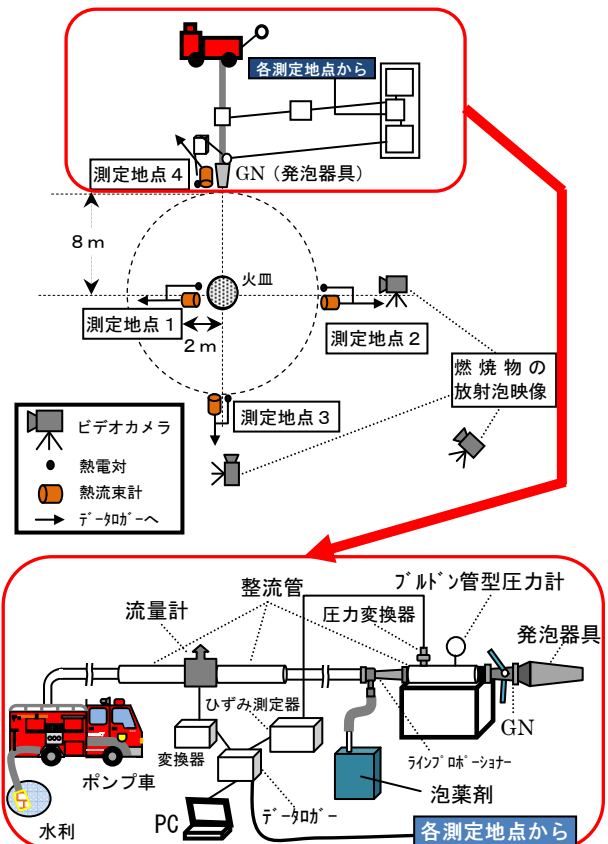 各測定地点から
測定地点４
GN（発泡器具）
８ｍ
火皿
測定地点１
２ｍ
測定地点２
燃焼物の
放射泡映像
測定地点３
ビデオカメラ
熱電対
熱流束計
ﾃﾞｰﾀﾛｶﾞｰへ
ﾌﾞﾙﾄﾞﾝ管型圧力計
整流管
圧力変換器
流量計
発泡器具
ひずみ測定器
GN
変換器
ﾗｲﾝﾌﾟﾛﾎﾟｰｼｮﾅｰ
ポンプ車
泡薬剤
ﾃﾞｰﾀﾛｶﾞｰ
PC
水利
各測定地点から